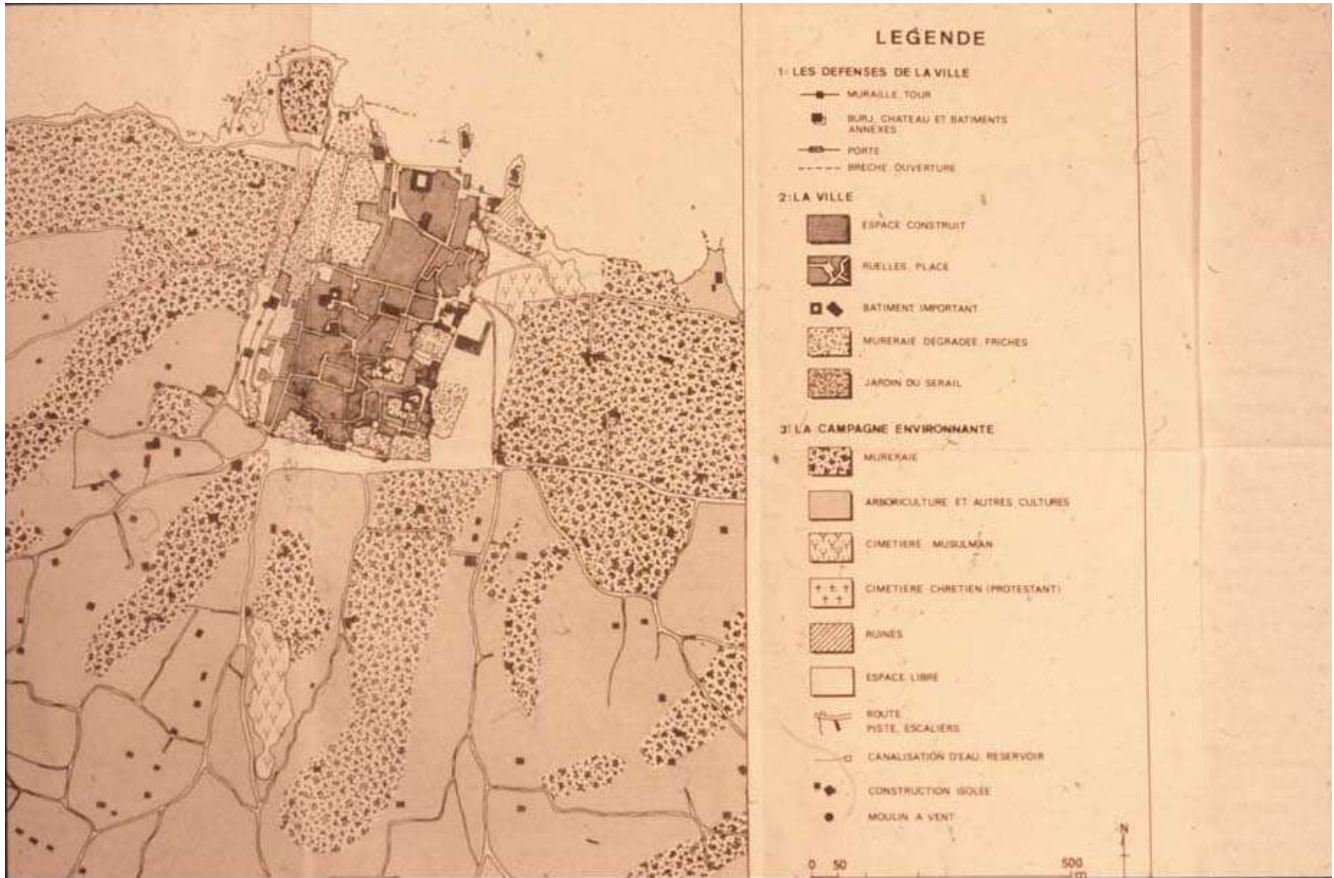 LEGENDE
1: LES DEFENSES DE LA VILLE
MURAILLE, TOUR
BURJ, CHATEAU ET BATIMENTS
ANNEXES
PORTE
BRECHE, OUVERTURE
2: LA VILLE
ESPACE CONSTRUIT
RUELLES, PLACE
BATIMENT IMPORTANT
MURERAIE DEGRADEE, FRICHES
JARDIN DU SERAIL
3: LA CAMPAGNE ENVIRONNANTE
MURERAIE
ARBORICULTURE ET AUTRES CULTURES
CIMETIERE MUSULMAN
CIMETIERE CHRETIEN (PROTESTANT)
RUINES
ESPACE LIBRE
ROUTE
PISTE, ESCALIERS
CANALISATION D'EAU, RESERVOIR
CONSTRUCTION ISOLÉE
MOULIN A VENT
N
0 50 500
m